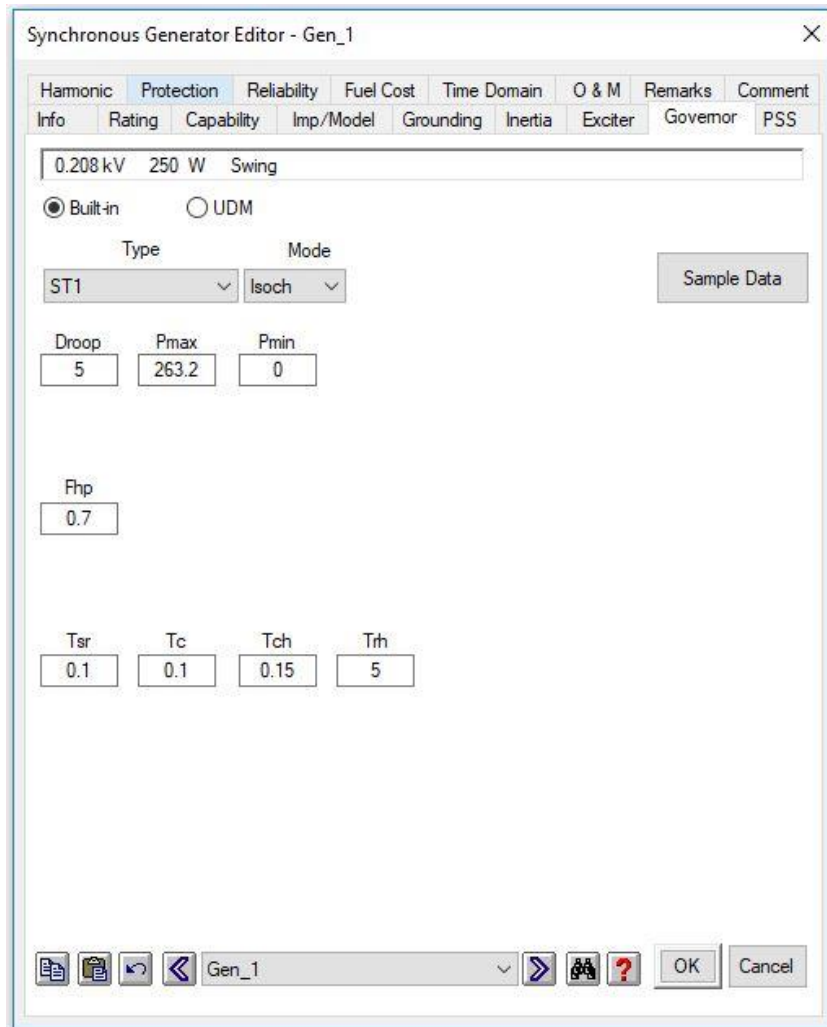 Synchronous Generator Editor - Gen_1
Harmonic Protection Reliability Fuel Cost Time Domain O & M Remarks Comment
Info Rating Capability Imp/Model Grounding Inertia Exciter Governor PSS
0.208 kV 250 W Swing
Built-in UDM
Type Mode
ST1 Isoch Sample Data
Droop Pmax Pmin
5 263.2 0
Fhp
0.7
Tsr Tc Tch Trh
0.1 0.1 0.15 5
Gen_1 ? OK Cancel